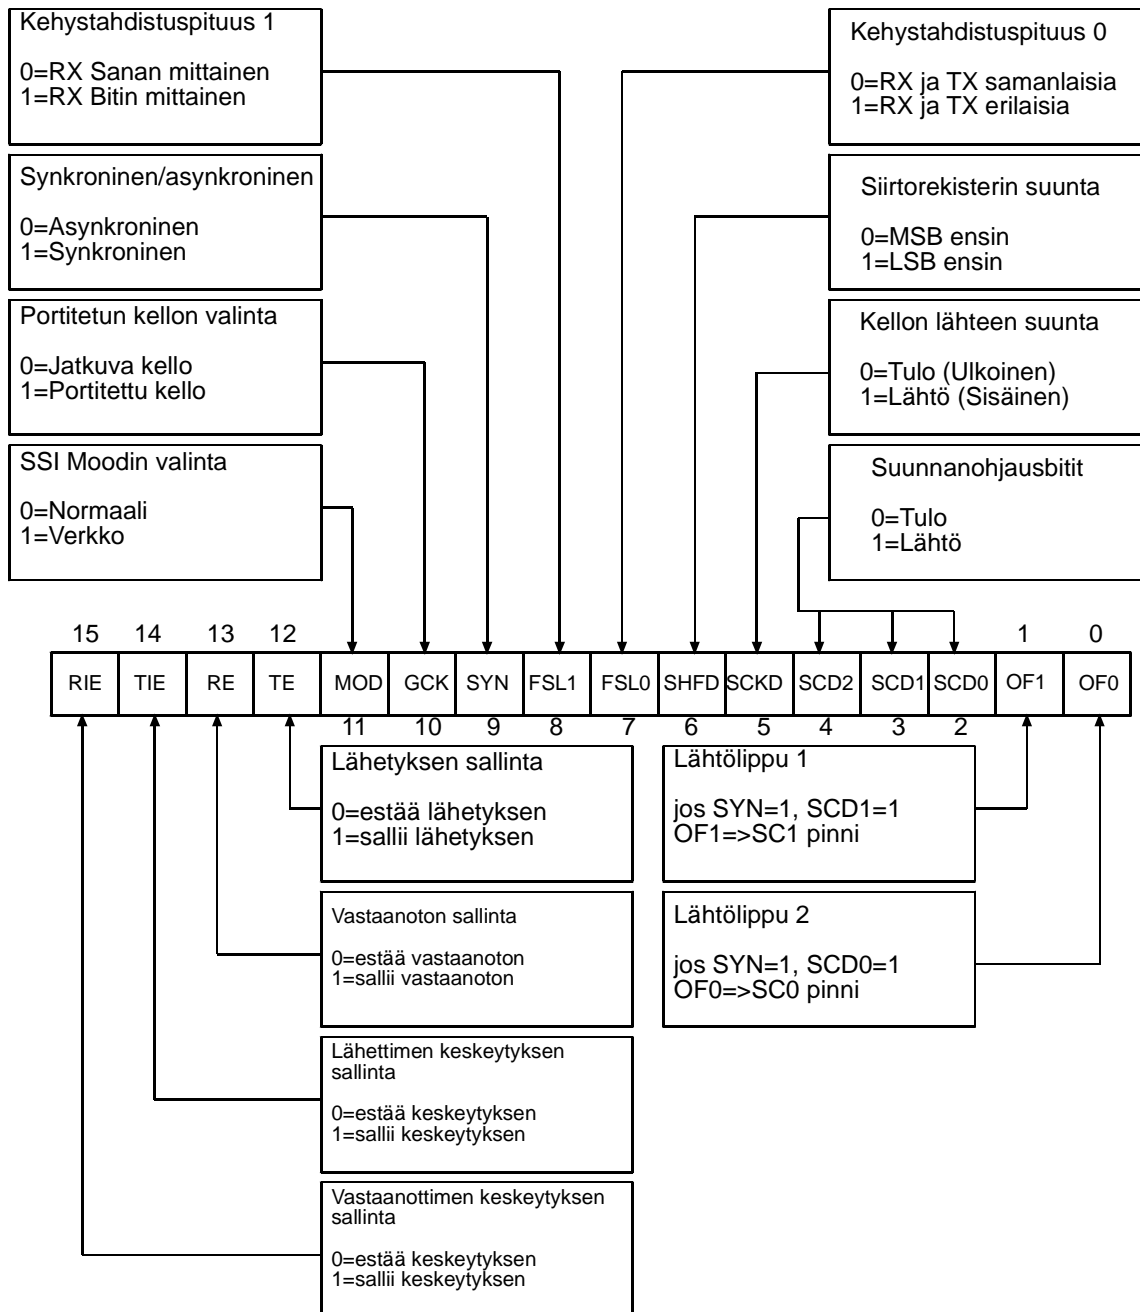 Kehystahdistuspituus 1
0=RX Sanan mittainen
1=RX Bitin mittainen
Kehystahdistuspituus 0
0=RX ja TX samanlaisia
1=RX ja TX erilaisia
Synkroninen/asynkroninen
0=Asynkroninen
1=Synkroninen
Siirtorekisterin suunta
0=MSB ensin
1=LSB ensin
Portitetun kellon valinta
0=Jatkuva kello
1=Portitettu kello
Kellon lähteen suunta
0=Tulo (Ulkoinen)
1=Lähtö (Sisäinen)
SSI Moodin valinta
0=Normaali
1=Verkko
Suunnanohjausbitit
0=Tulo
1=Lähtö
15 14 13 12 1 0
RIE TIE RE TE MOD GCK SYN FSL1 FSL0 SHFD SCKD SCD2 SCD1 SCD0 OF1 OF0
11 10 9 8 7 6 5 4 3 2
Lähetyksen sallinta
0=estää lähetyksen
1=sallii lähetyksen
Lähtölippu 1
jos SYN=1, SCD1=1
OF1=>SC1 pinni
Vastaanoton sallinta
0=estää vastaanoton
1=sallii vastaanoton
Lähtölippu 2
jos SYN=1, SCD0=1
OF0=>SC0 pinni
Lähettimen keskeytyksen
sallinta
0=estää keskeytyksen
1=sallii keskeytyksen
Vastaanottimen keskeytyksen
sallinta
0=estää keskeytyksen
1=sallii keskeytyksen